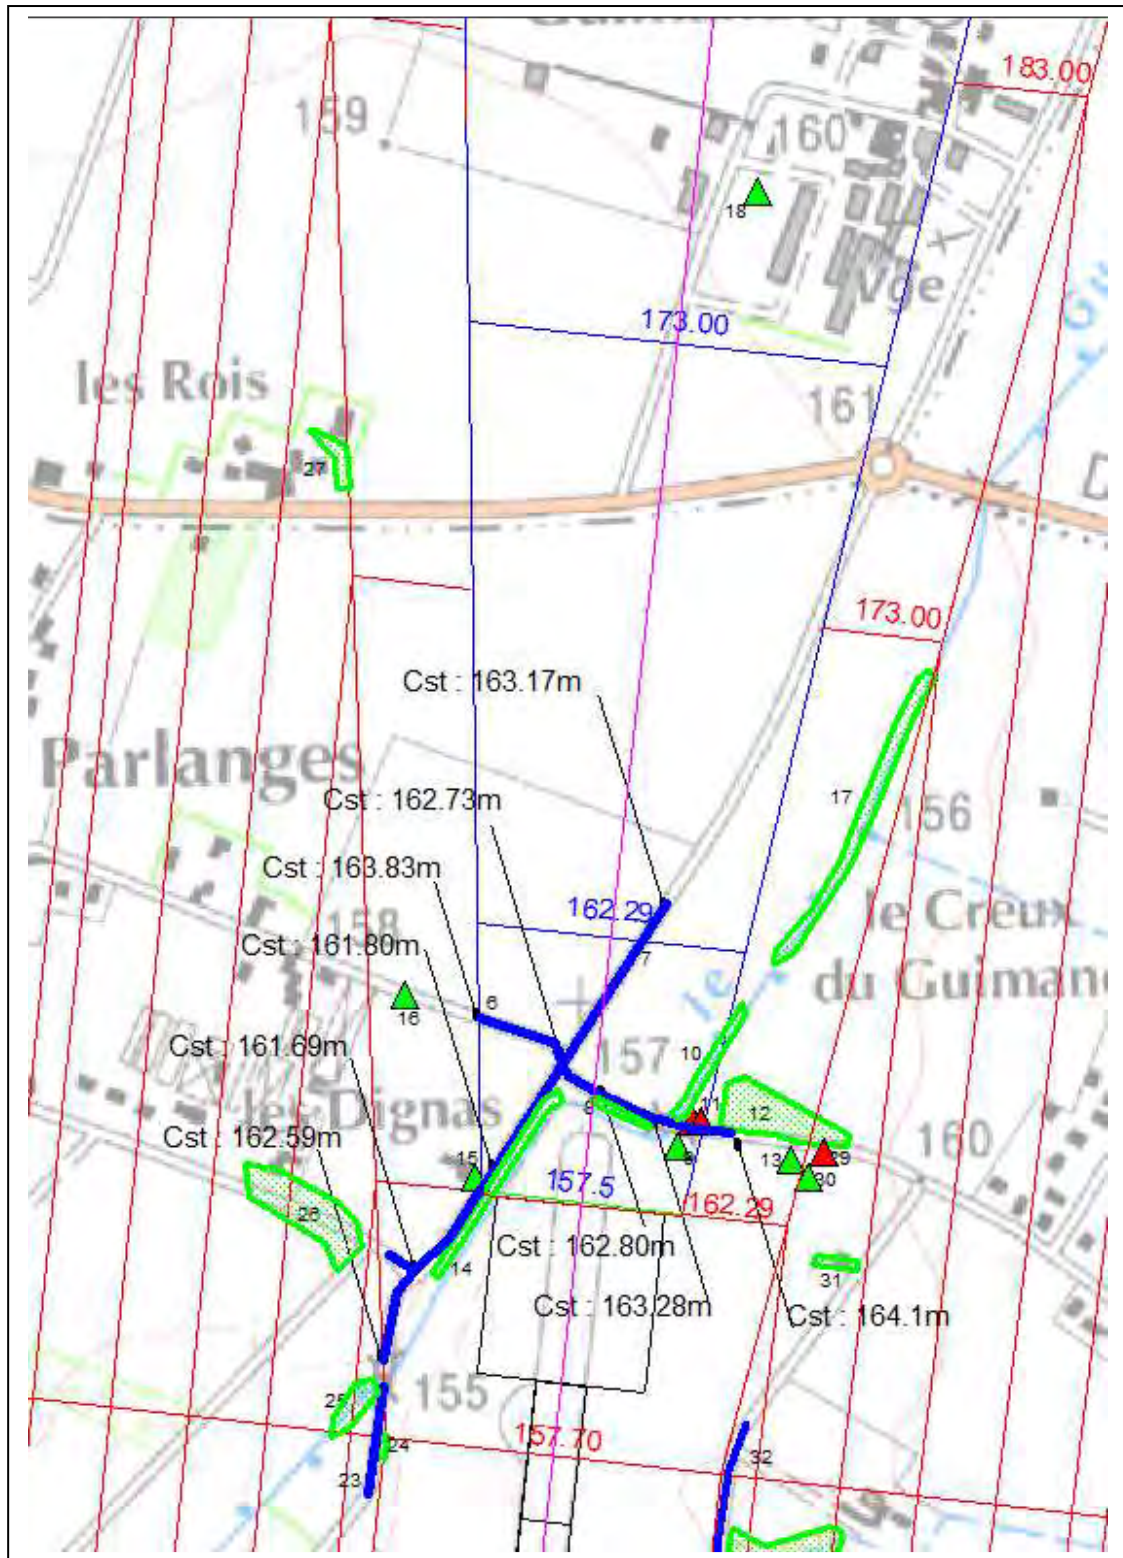 183.00
159
160
18
Vge
173.00
les Rois
161
27
173.00
Cst : 163.17m
17
Parlanges
Cst : 162.73m
156
Cst : 163.83m
le Creux
158
162.29
Cst : 161.80m
7
du Guimand
6
le
16
Cst : 161.69m
157
10
les Dignas
8
11
12
Cst : 162.59m
9
160
15
13
29
157.5
30
162.29
26
Cst : 162.80m
14
31
Cst : 163.28m
Cst : 164.1m
155
25
157.70
24
32
23